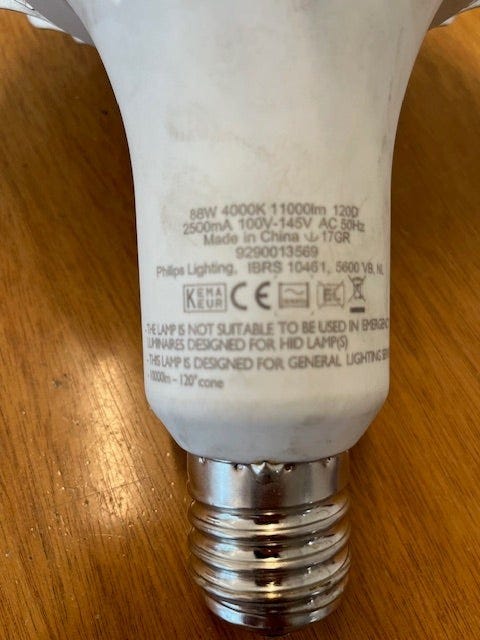 88W 4000K 11000lm 120D
2500mA 100V-145V AC 50Hz
Made in China 17GR
9290013569
Philips Lighting, IBRS 10461, 5600 VB, NL
KEMA KEUR CE
- THE LAMP IS NOT SUITABLE TO BE USED IN EMERGENC
LUMINAIRES DESIGNED FOR HID LAMP(S)
- THIS LAMP IS DESIGNED FOR GENERAL LIGHTING SER
- 10000lm - 120° cone